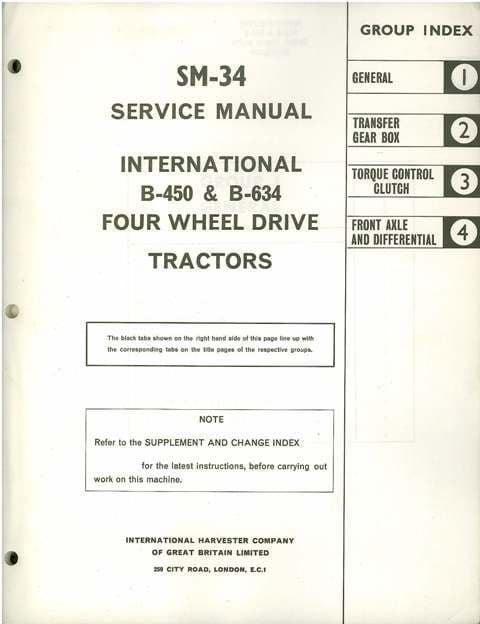 SM-34
SERVICE MANUAL
INTERNATIONAL
B-450 & B-634
FOUR WHEEL DRIVE
TRACTORS
The black tabs shown on the right hand side of this page line up with
the corresponding tabs on the title pages of the respective groups.
NOTE
Refer to the SUPPLEMENT AND CHANGE INDEX
for the latest instructions, before carrying out
work on this machine.
INTERNATIONAL HARVESTER COMPANY
OF GREAT BRITAIN LIMITED
259 CITY ROAD, LONDON, E.C.1
GROUP INDEX
GENERAL 1
TRANSFER
GEAR BOX 2
TORQUE CONTROL
CLUTCH 3
FRONT AXLE
AND DIFFERENTIAL 4